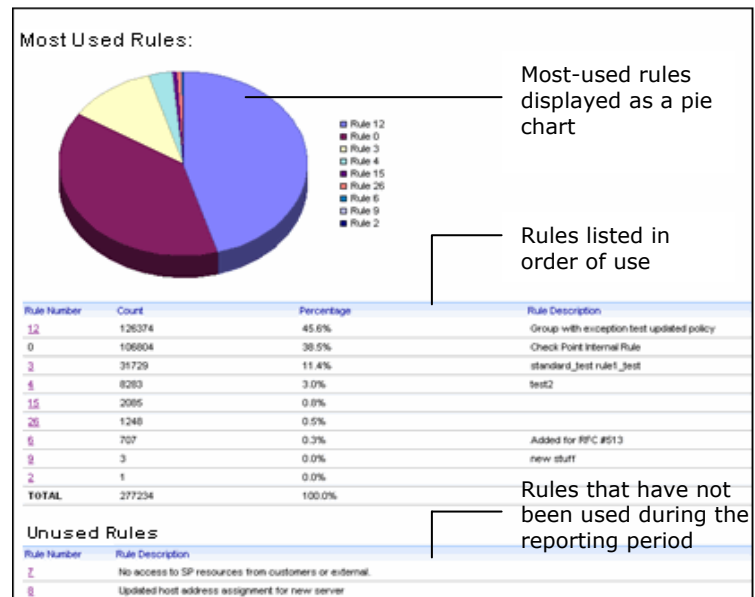 Most Used Rules:
Most-used rules
displayed as a pie
chart
Rule 12
Rule 0
Rule 3
Rule 4
Rule 15
Rule 26
Rule 6
Rule 9
Rule 2
Rules listed in
order of use
Rule Number Count Percentage Rule Description
12 126374 45.6% Group with exception test updated policy
0 106804 38.5% Check Point Internal Rule
3 31729 11.4% standard_test rule1_test
4 8283 3.0% test2
15 2085 0.8%
26 1248 0.5%
6 707 0.3% Added for RFC #513
9 3 0.0% new stuff
2 1 0.0%
TOTAL 277234 100.0%
Rules that have not
been used during the
reporting period
Unused Rules
Rule Number Rule Description
7 No access to SP resources from customers or external.
8 Updated host address assignment for new server